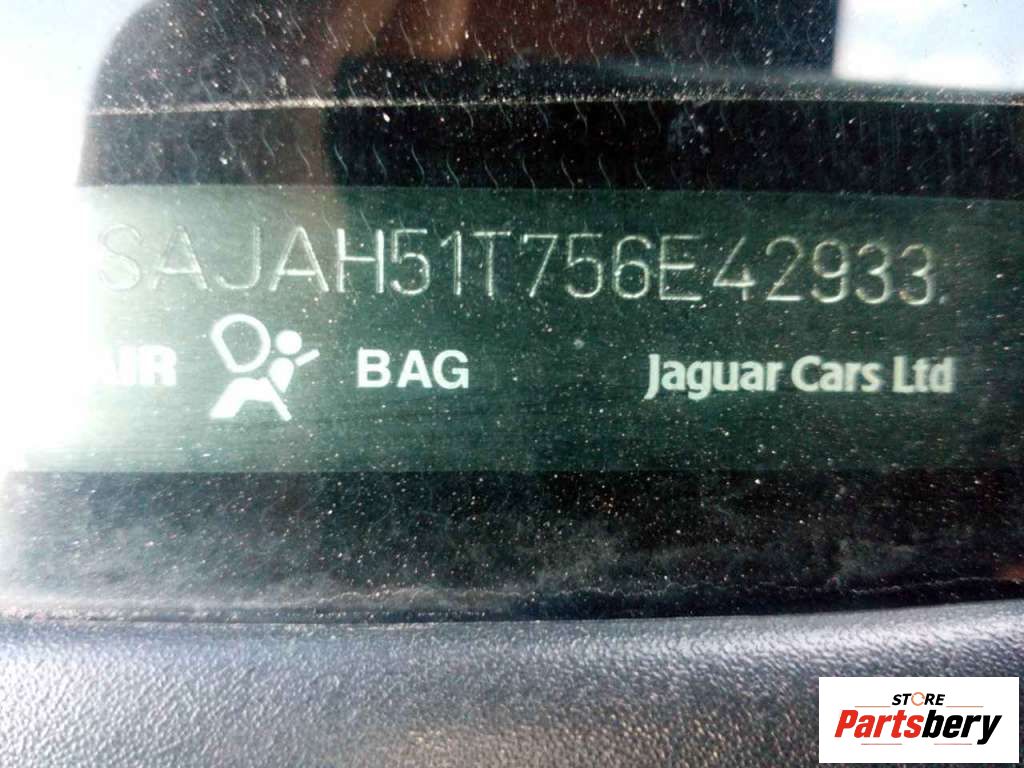 SAJAH51T756E42933.
AIR BAG Jaguar Cars Ltd
STORE
Partsbery